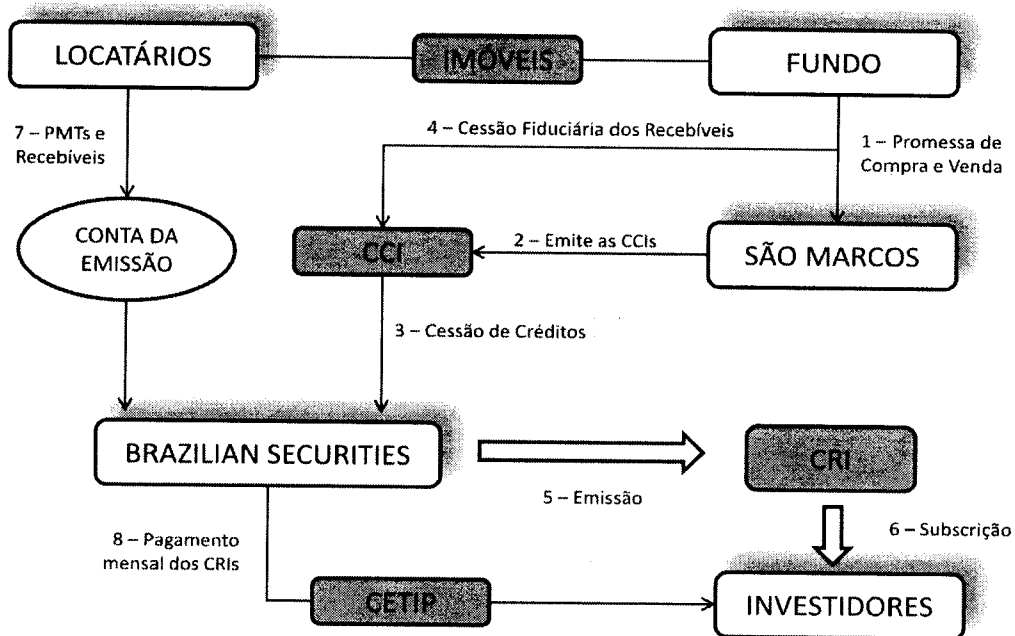 LOCATÁRIOS
IMÓVEIS
FUNDO
7 – PMTs e
Recebíveis
4 – Cessão Fiduciária dos Recebíveis
1 – Promessa de
Compra e Venda
CONTA DA
EMISSÃO
CCI
2 – Emite as CCIs
SÃO MARCOS
3 – Cessão de Créditos
BRAZILIAN SECURITIES
CRI
5 – Emissão
6 – Subscrição
8 – Pagamento
mensal dos CRIs
CETIP
INVESTIDORES